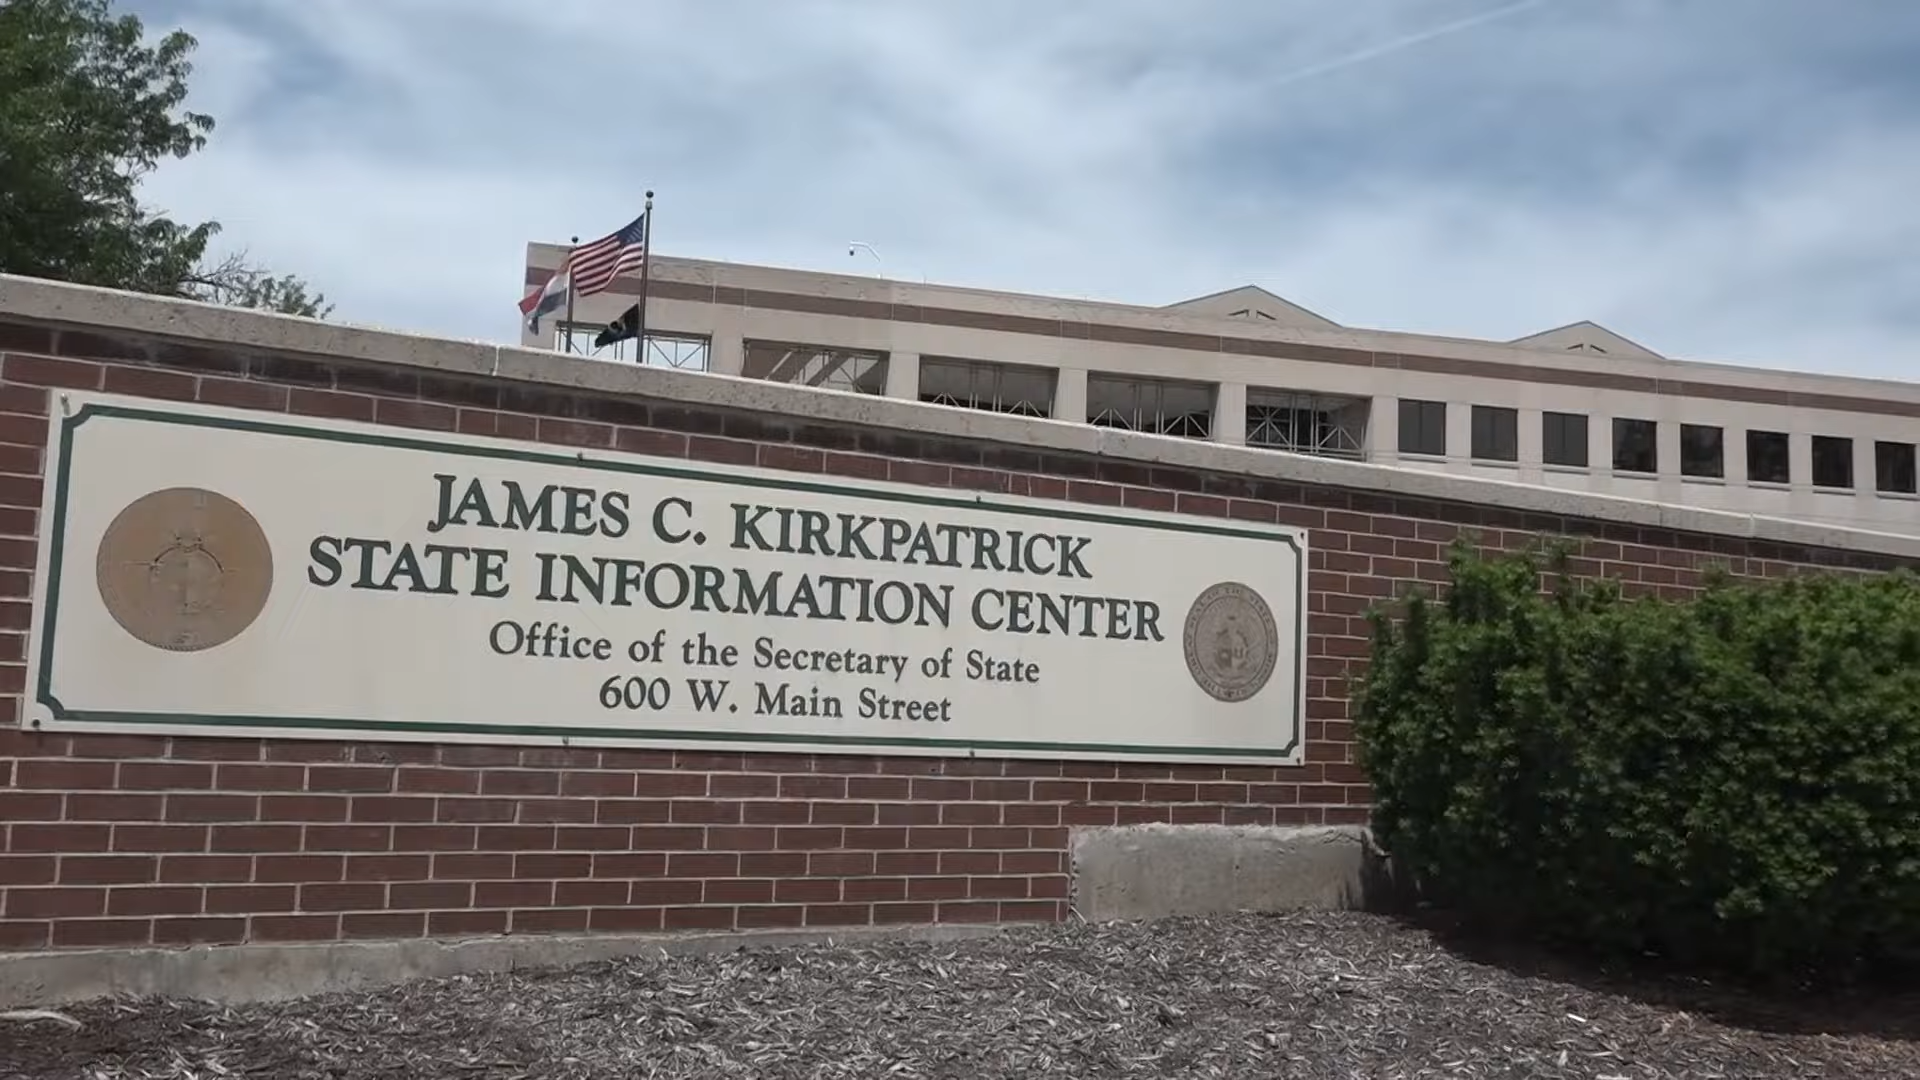 JAMES C. KIRKPATRICK
STATE INFORMATION CENTER
Office of the Secretary of State
600 W. Main Street